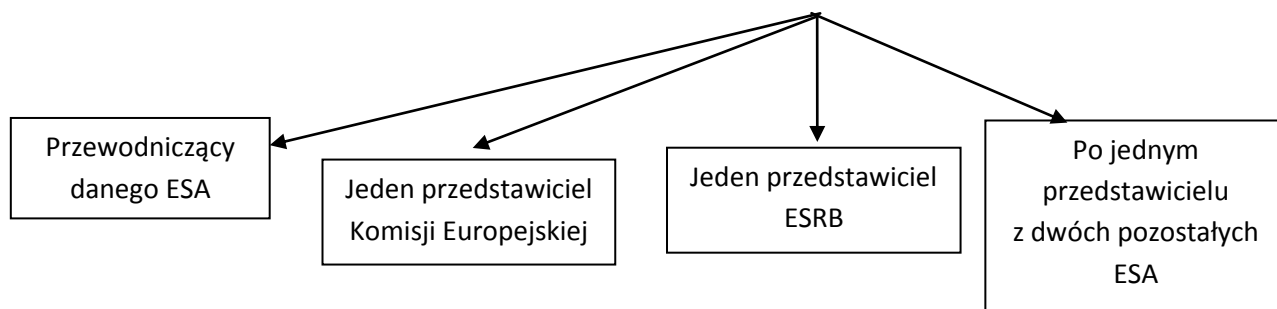 Przewodniczący
danego ESA
Jeden przedstawiciel
Komisji Europejskiej
Jeden przedstawiciel
ESRB
Po jednym
przedstawicielu
z dwóch pozostałych
ESA